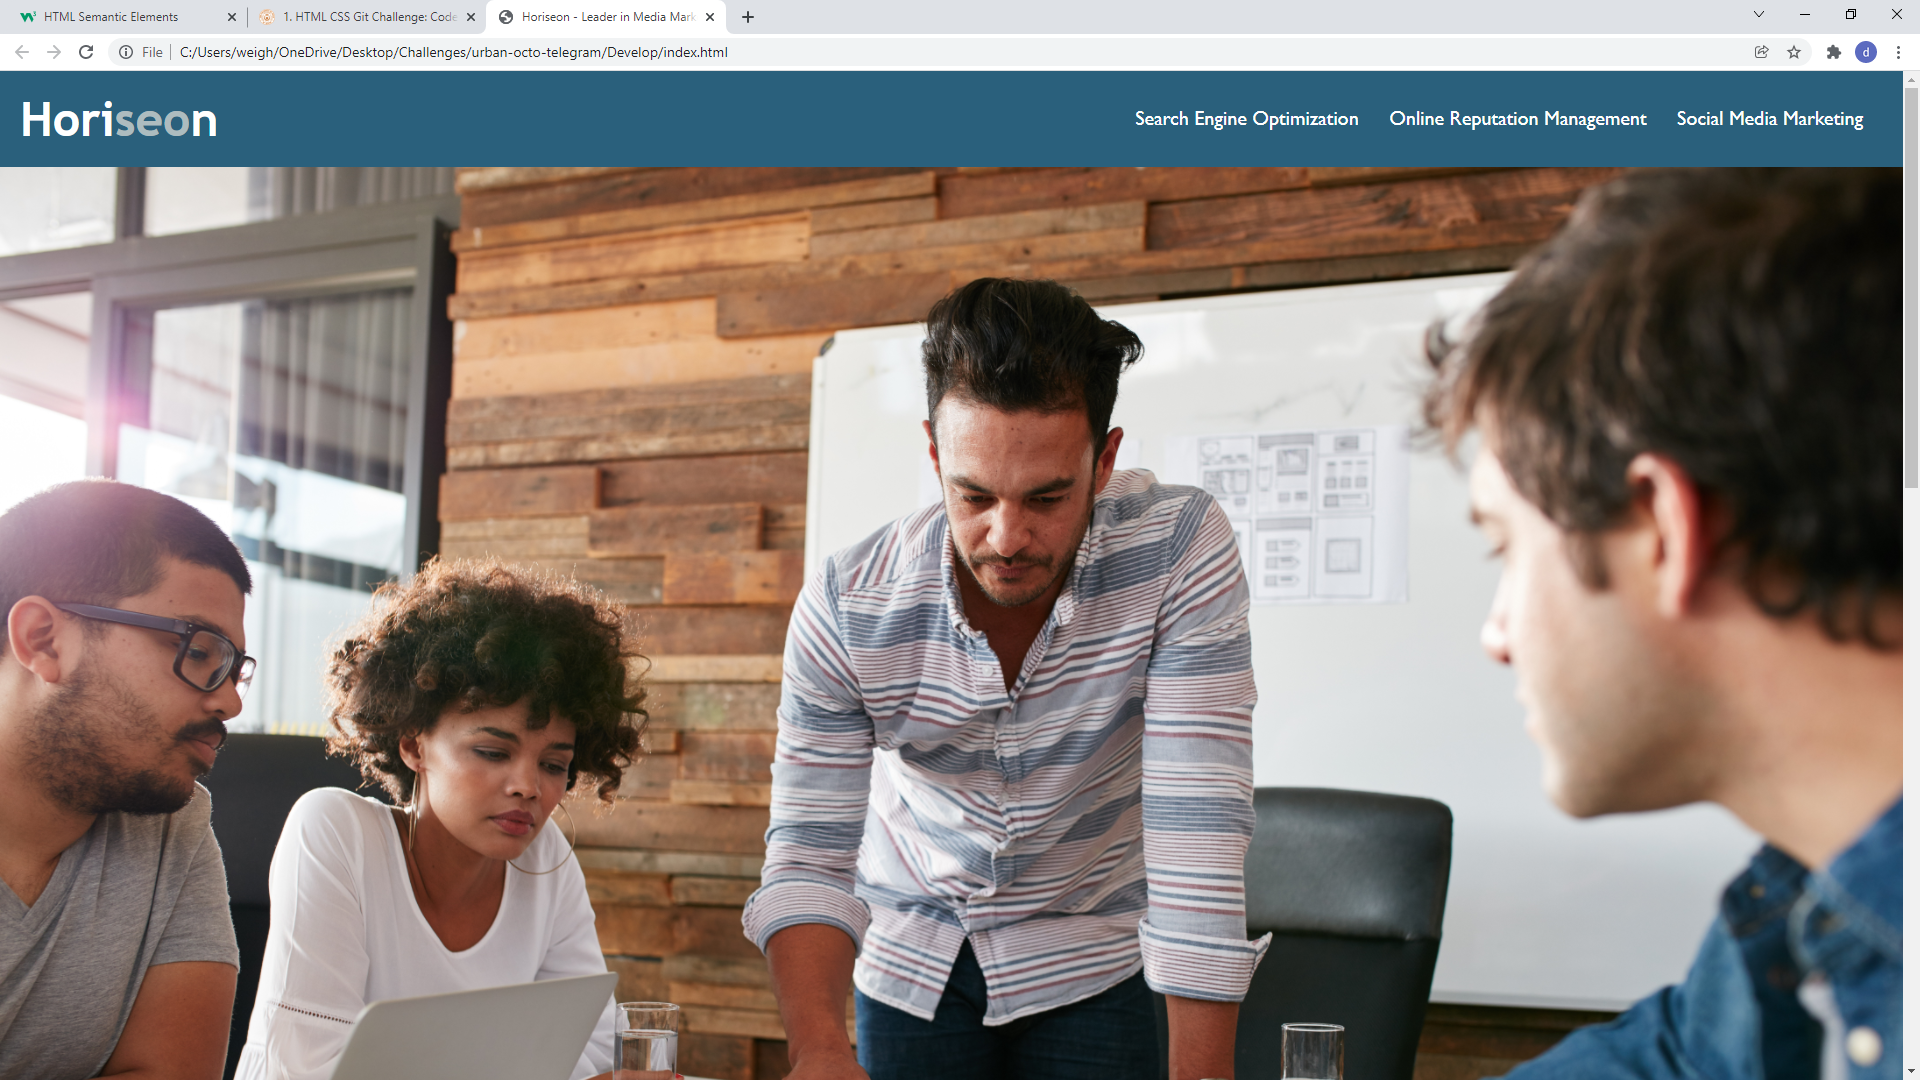 HTML Semantic Elements
1. HTML CSS Git Challenge: Code
Horiseon - Leader in Media Mark
File
C:/Users/weigh/OneDrive/Desktop/Challenges/urban-octo-telegram/Develop/index.html
d
Horiseon
Search Engine Optimization
Online Reputation Management
Social Media Marketing